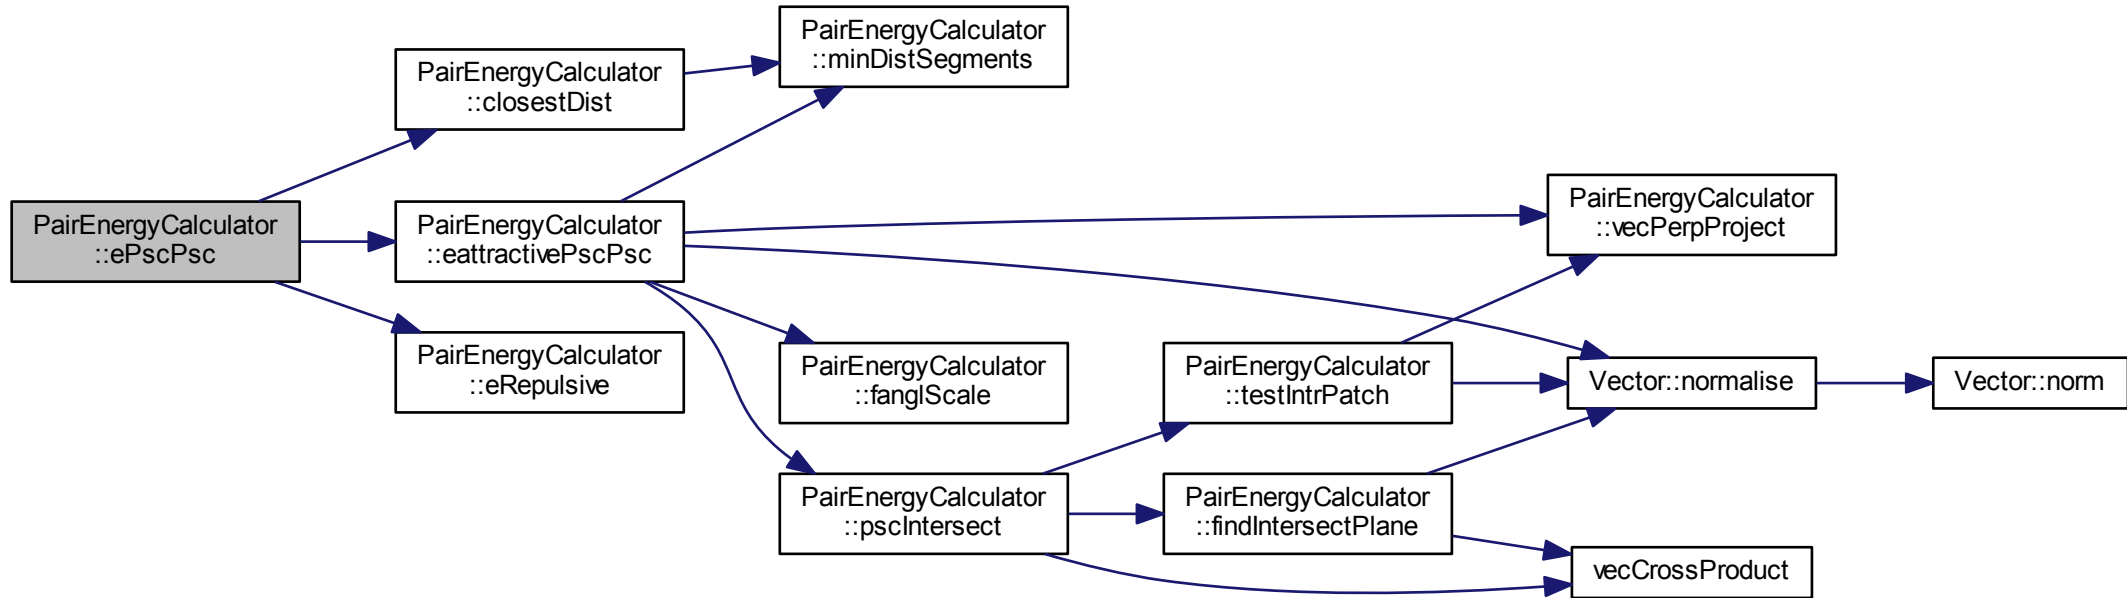 PairEnergyCalculator
::ePscPsc
PairEnergyCalculator
::closestDist
PairEnergyCalculator
::eattractivePscPsc
PairEnergyCalculator
::eRepulsive
PairEnergyCalculator
::minDistSegments
PairEnergyCalculator
::fanglScale
PairEnergyCalculator
::pscIntersect
PairEnergyCalculator
::testIntrPatch
PairEnergyCalculator
::findIntersectPlane
PairEnergyCalculator
::vecPerpProject
Vector::normalise
vecCrossProduct
Vector::norm